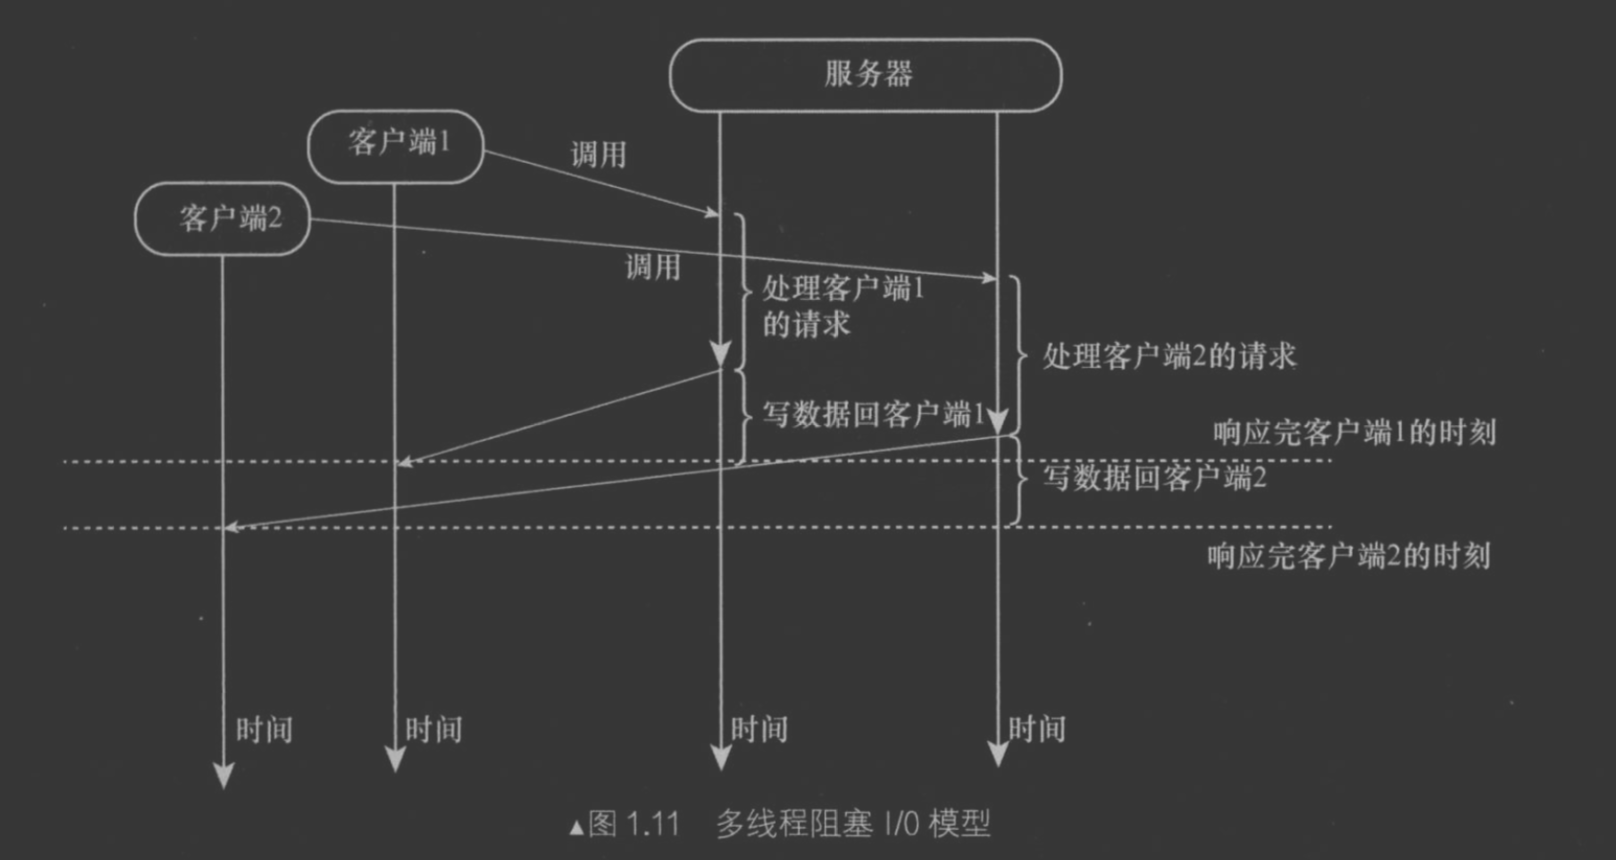 服务器
客户端1
调用
客户端2
调用
处理客户端1
的请求
处理客户端2的请求
写数据回客户端1
响应完客户端1的时刻
写数据回客户端2
响应完客户端2的时刻
时间
时间
时间
时间
▲图 1.11 多线程阻塞 I/O 模型